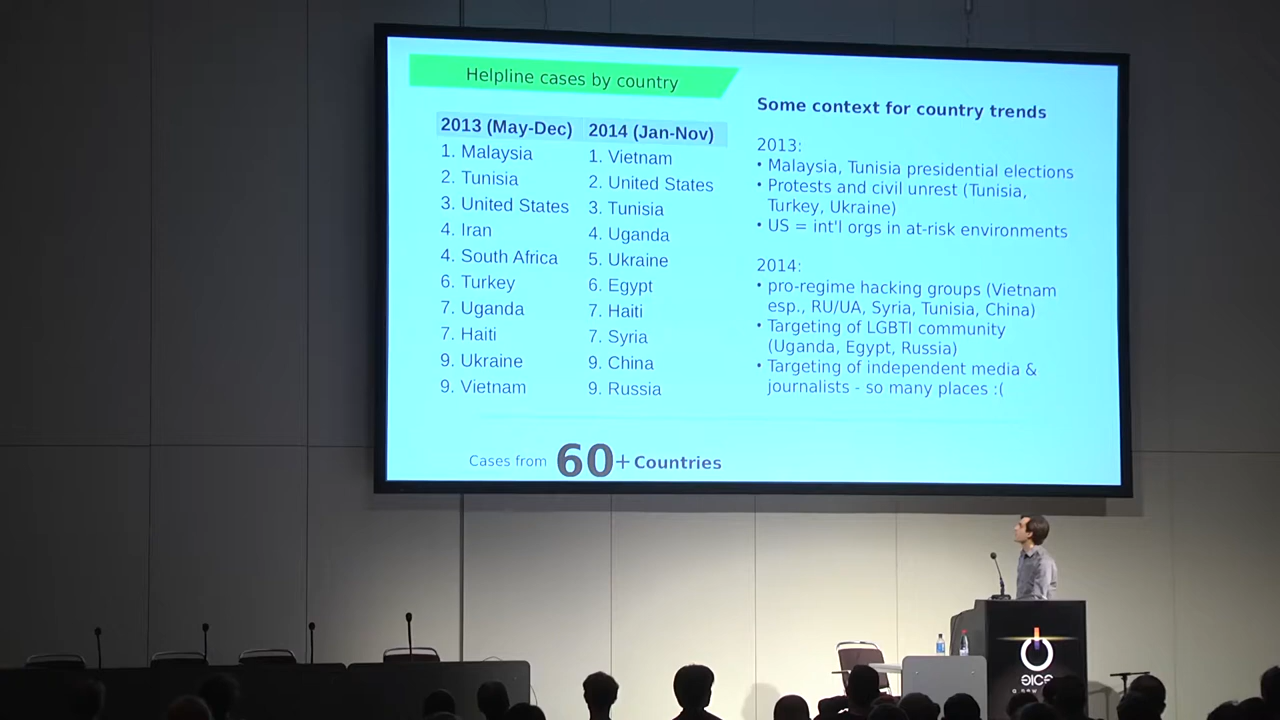 Helpline cases by country
2013 (May-Dec) 2014 (Jan-Nov)
1. Malaysia 1. Vietnam
2. Tunisia 2. United States
3. United States 3. Tunisia
4. Iran 4. Uganda
4. South Africa 5. Ukraine
6. Turkey 6. Egypt
7. Uganda 7. Haiti
7. Haiti 7. Syria
9. Ukraine 9. China
9. Vietnam 9. Russia
Cases from 60+ Countries
Some context for country trends
2013:
• Malaysia, Tunisia presidential elections
• Protests and civil unrest (Tunisia,
Turkey, Ukraine)
• US = int'l orgs in at-risk environments
2014:
• pro-regime hacking groups (Vietnam
esp., RU/UA, Syria, Tunisia, China)
• Targeting of LGBTI community
(Uganda, Egypt, Russia)
• Targeting of independent media &
journalists - so many places :(
a new